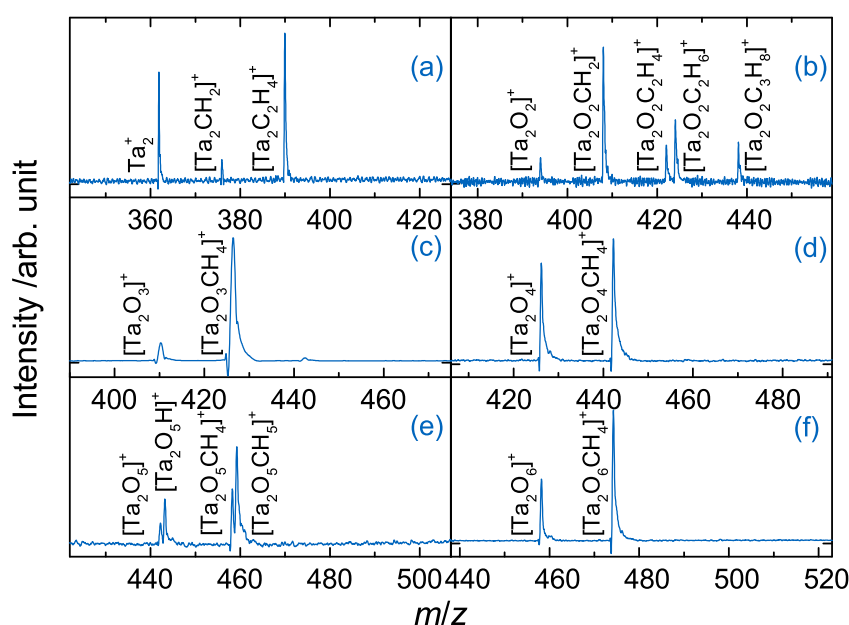 Intensity /arb. unit
(a)
Ta₂⁺
[Ta₂CH₂]⁺
[Ta₂C₂H₄]⁺
360 380 400 420
(b)
[Ta₂O₂]⁺
[Ta₂O₂CH₂]⁺
[Ta₂O₂C₂H₄]⁺
[Ta₂O₂C₂H₆]⁺
[Ta₂O₂C₃H₈]⁺
380 400 420 440
(c)
[Ta₂O₃]⁺
[Ta₂O₃CH₄]⁺
400 420 440 460
(d)
[Ta₂O₄]⁺
[Ta₂O₄CH₄]⁺
420 440 460 480
(e)
[Ta₂O₅]⁺
[Ta₂O₅H]⁺
[Ta₂O₅CH₄]⁺
[Ta₂O₅CH₅]⁺
440 460 480 500
(f)
[Ta₂O₆]⁺
[Ta₂O₆CH₄]⁺
440 460 480 500 520
m/z